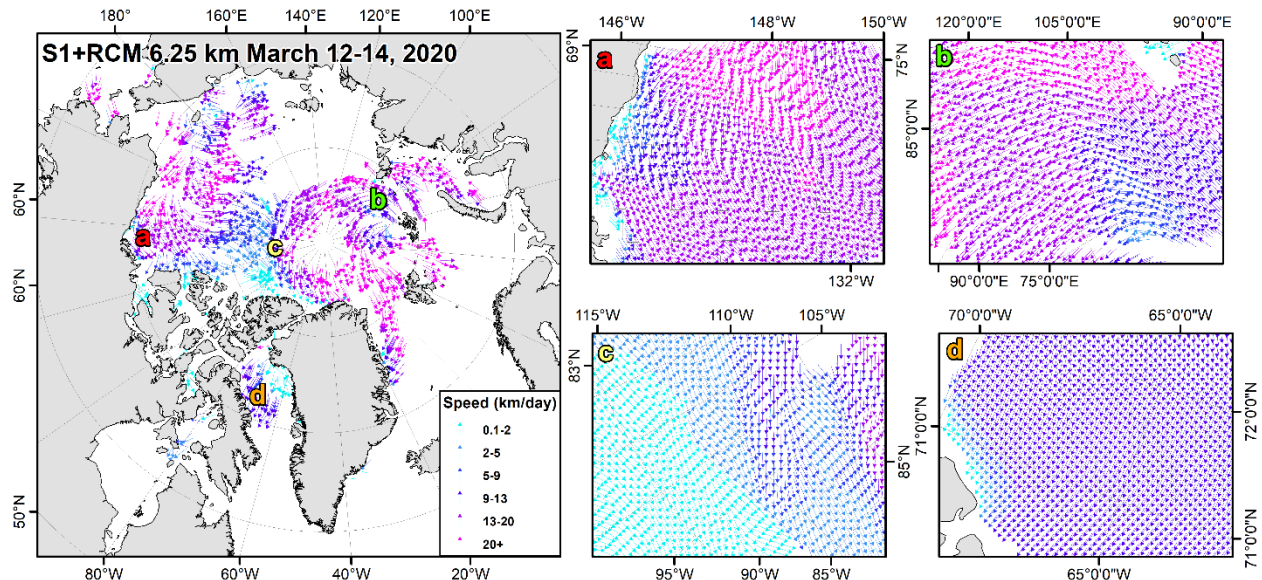 180° 160°E 140°E 120°E 100°E
S1+RCM 6.25 km March 12-14, 2020
60°N
60°N
50°N
a
b
c
d
Speed (km/day)
0.1-2
2-5
5-9
9-13
13-20
20+
80°W 60°W 40°W 20°W
146°W 148°W 150°W
69°N
75°N
a
132°W
120°0'0"E 105°0'0"E 90°0'0"E
85°0'0"N
b
90°0'0"E 75°0'0"E
115°W 110°W 105°W
83°N
85°N
c
95°W 90°W 85°W
70°0'0"W 65°0'0"W
71°0'0"N
72°0'0"N
71°0'0"N
d
65°0'0"W